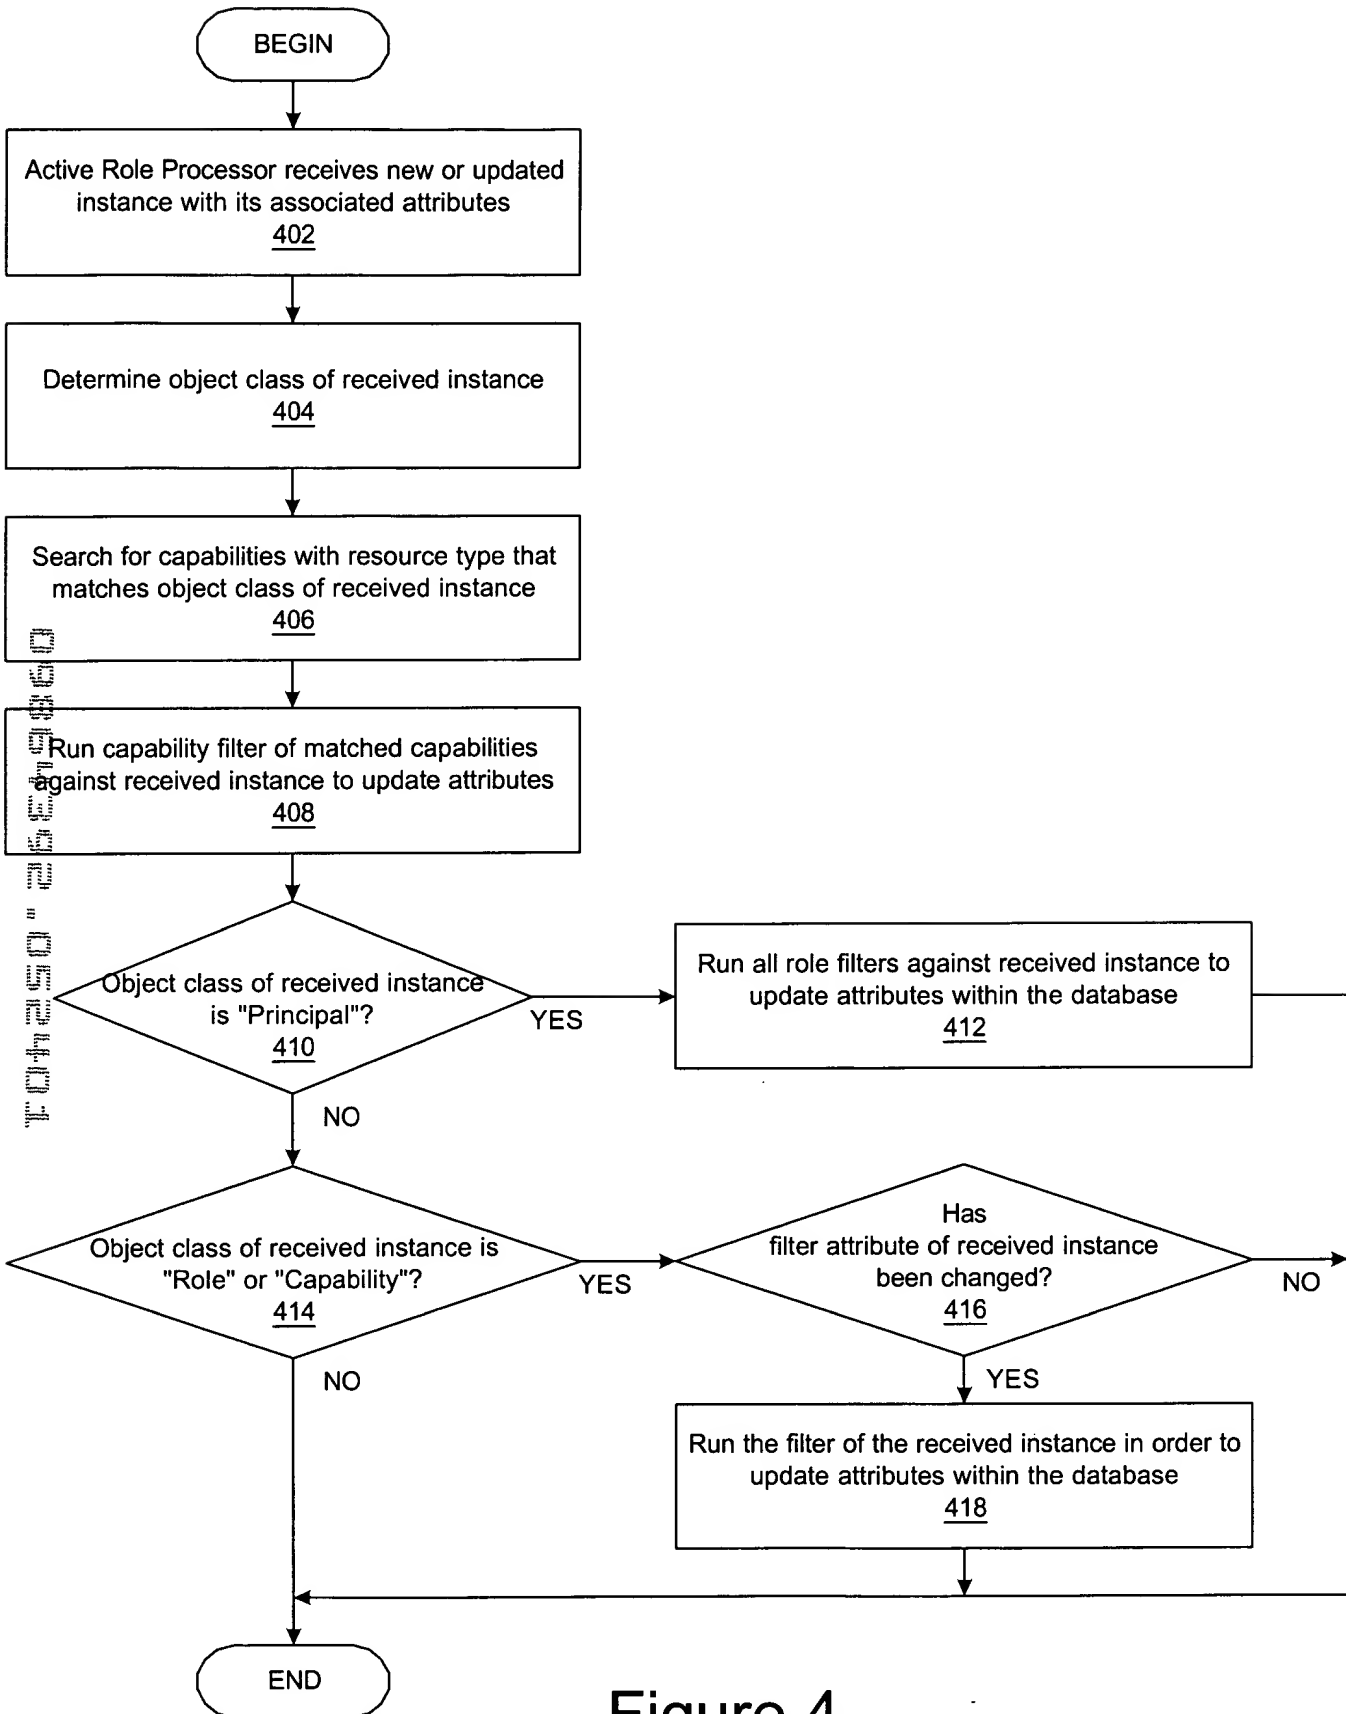 BEGIN
Active Role Processor receives new or updated
instance with its associated attributes
402
Determine object class of received instance
404
Search for capabilities with resource type that
matches object class of received instance
406
Run capability filter of matched capabilities
against received instance to update attributes
408
Object class of received instance
is "Principal"?
410
YES
NO
Run all role filters against received instance to
update attributes within the database
412
Object class of received instance is
"Role" or "Capability"?
414
YES
NO
Has
filter attribute of received instance
been changed?
416
NO
YES
Run the filter of the received instance in order to
update attributes within the database
418
END
Figure 4